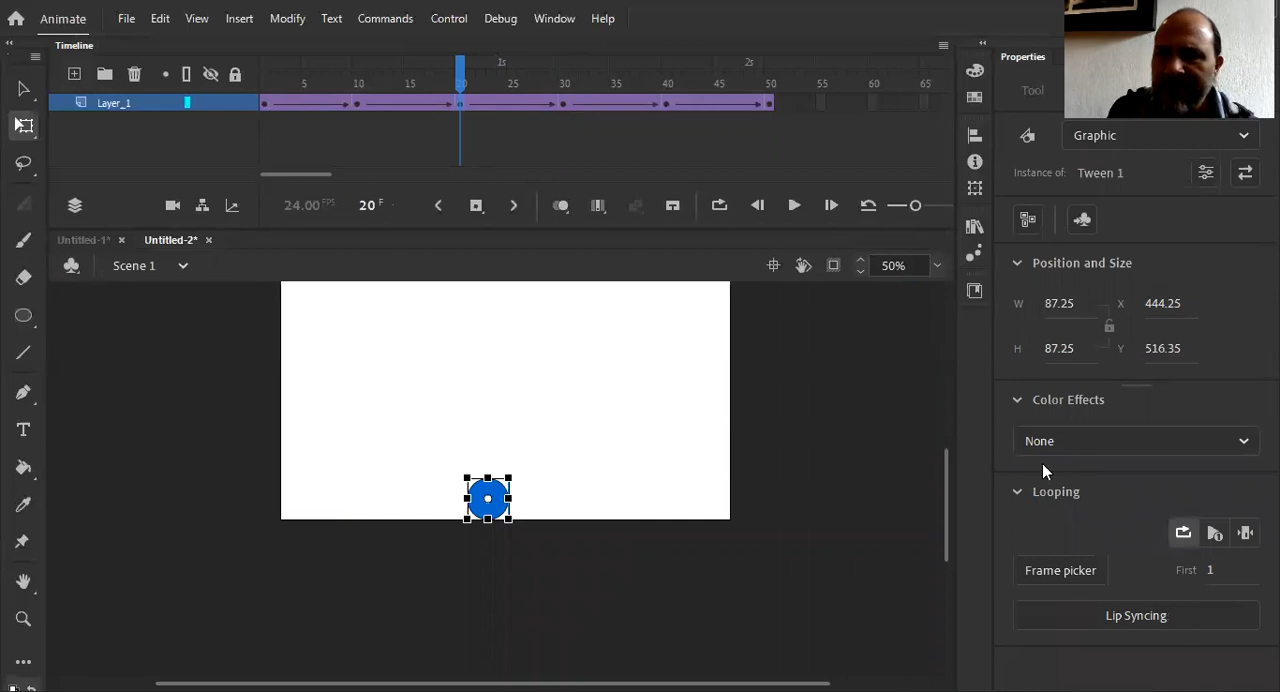 Animate File Edit View Insert Modify Text Commands Control Debug Window Help
Timeline
Properties
1s 2s
5 10 15 20 25 30 35 40 45 50 55 60 65
Tool
Layer_1
Graphic
Instance of: Tween 1
24.00 FPS 20 F
Untitled-1* × Untitled-2* ×
Scene 1 50%
Position and Size
W 87.25 X 444.25
H 87.25 Y 516.35
Color Effects
None
Looping
Frame picker First 1
Lip Syncing